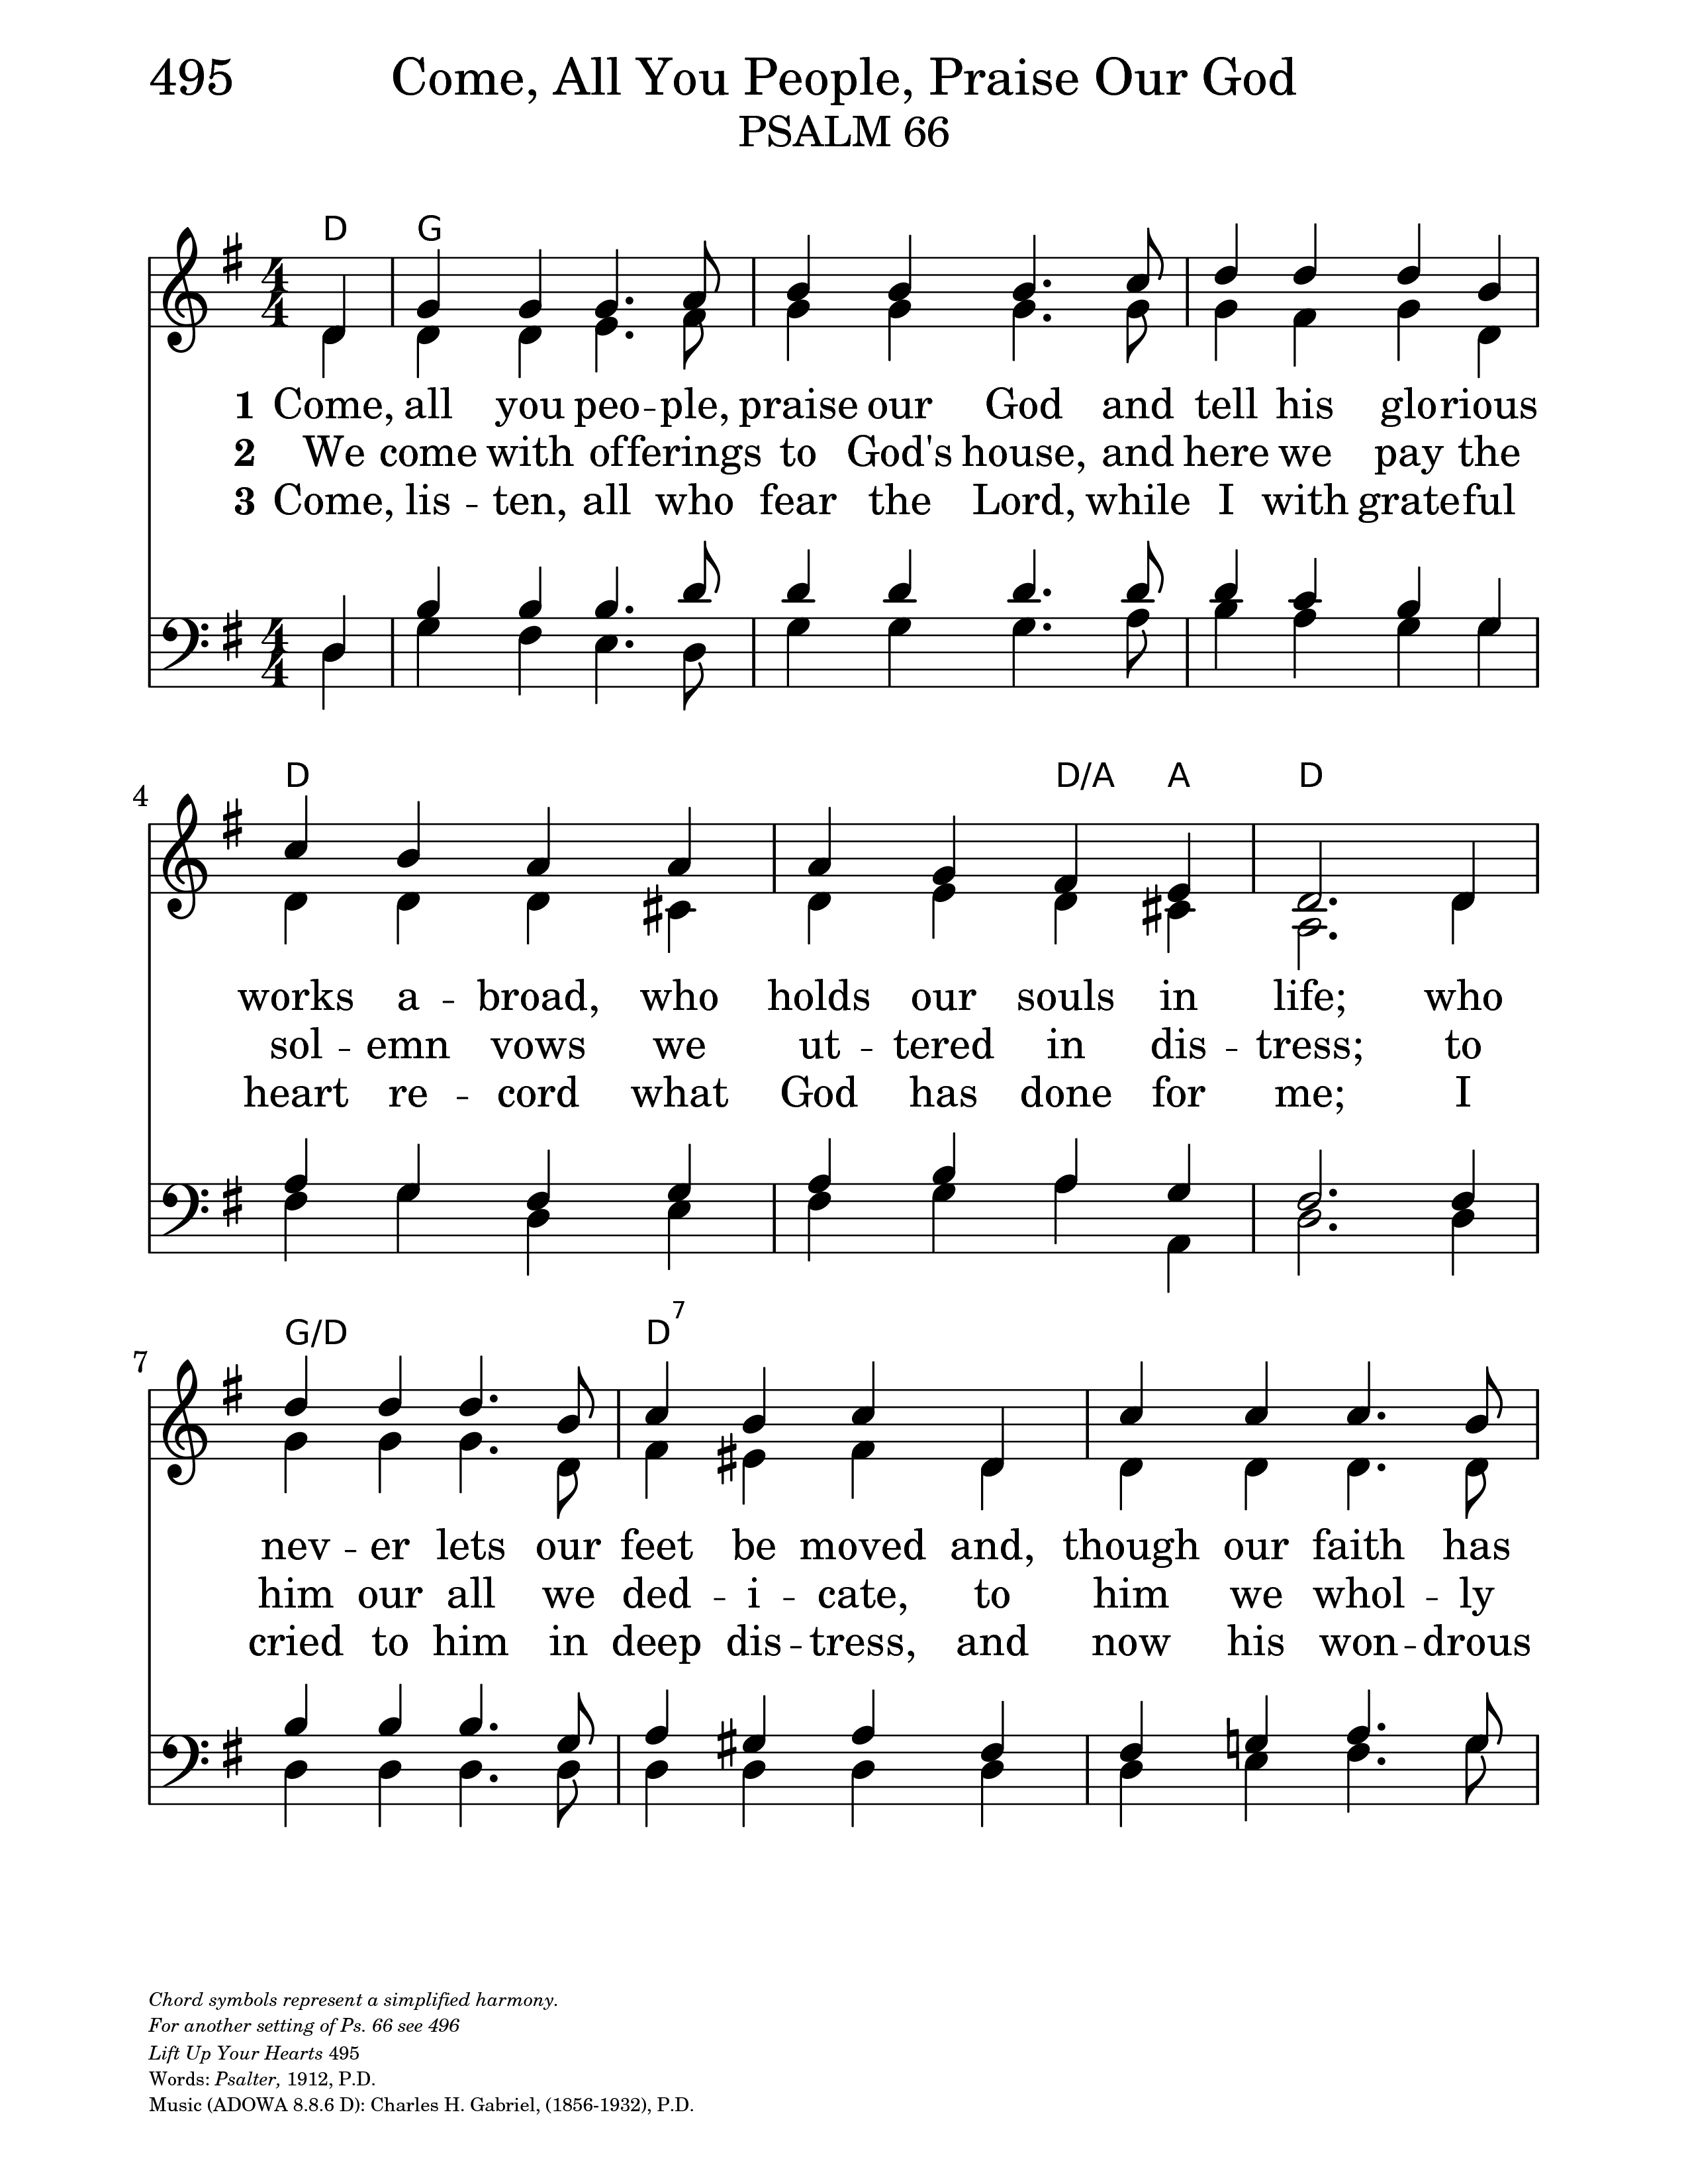 495 Come, All You People, Praise Our God
PSALM 66
D G
1 Come, all you peo - ple, praise our God and tell his glorious
2 We come with offerings to God's house, and here we pay the
3 Come, lis - ten, all who fear the Lord, while I with grateful
4
D D/A A D
works a - broad, who holds our souls in life; who
sol - emn vows we ut - tered in dis - tress; to
heart re - cord what God has done for me; I
7
G/D D7
nev - er lets our feet be moved and, though our faith has
him our all we ded - i - cate, to him we whol - ly
cried to him in deep dis - tress, and now his won - drous
Chord symbols represent a simplified harmony.
For another setting of Ps. 66 see 496
Lift Up Your Hearts 495
Words: Psalter, 1912, P.D.
Music (ADOWA 8.8.6 D): Charles H. Gabriel, (1856-1932), P.D.